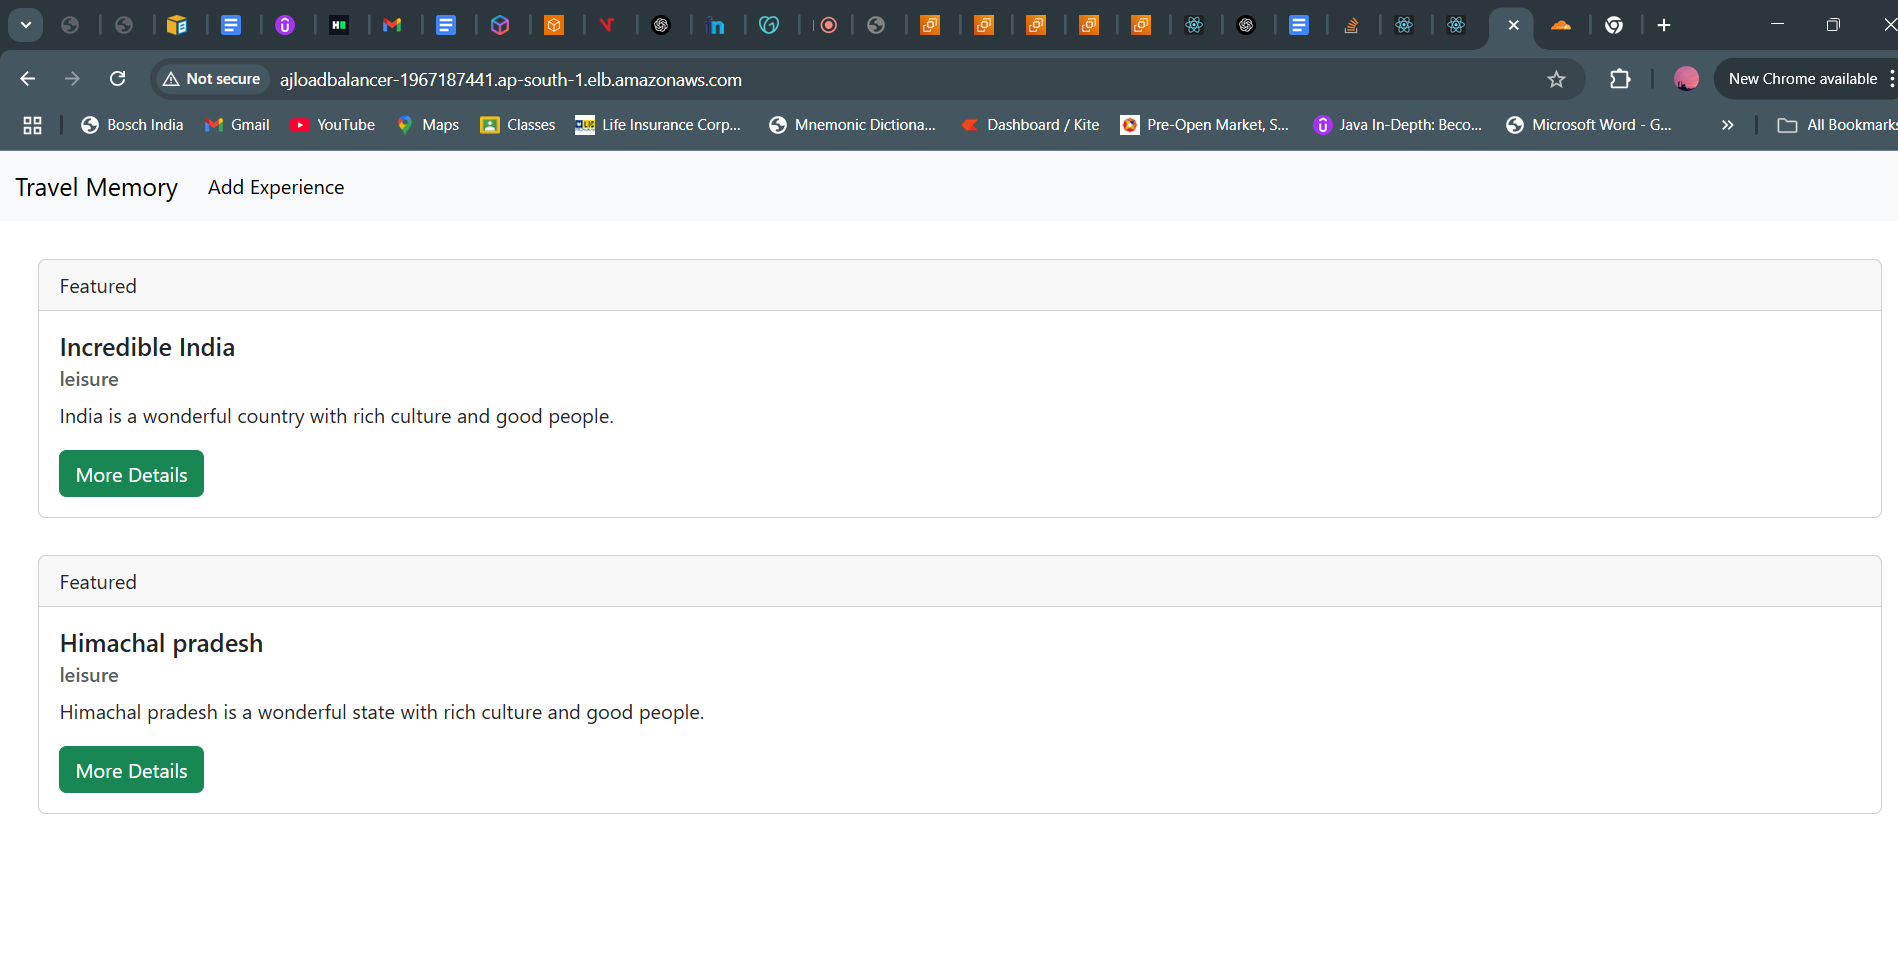 Not secure ajloadbalancer-1967187441.ap-south-1.elb.amazonaws.com New Chrome available
Bosch India Gmail YouTube Maps Classes Life Insurance Corp... Mnemonic Dictiona... Dashboard / Kite Pre-Open Market, S... Java In-Depth: Beco... Microsoft Word - G... » All Bookmarks
Travel Memory Add Experience
Featured
Incredible India
leisure
India is a wonderful country with rich culture and good people.
More Details
Featured
Himachal pradesh
leisure
Himachal pradesh is a wonderful state with rich culture and good people.
More Details